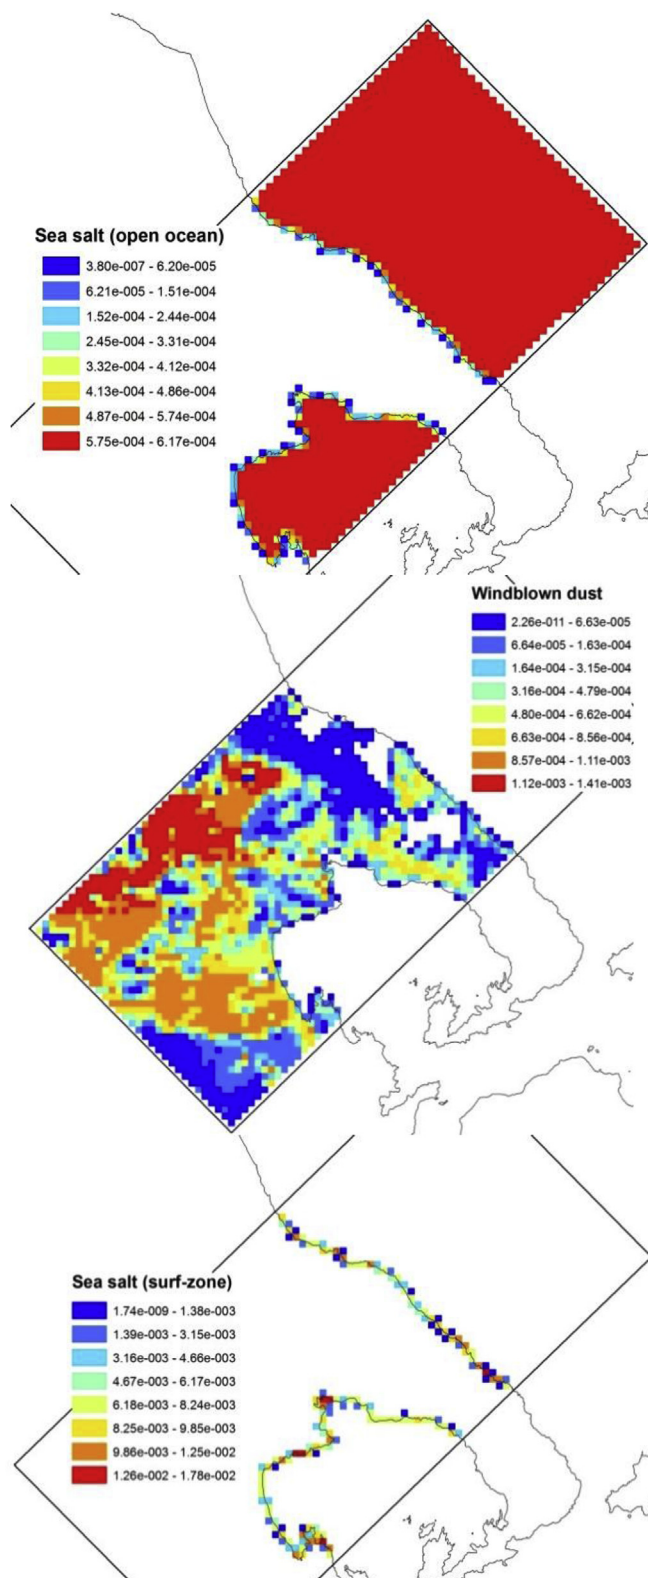 Sea salt (open ocean)
3.80e-007 - 6.20e-005
6.21e-005 - 1.51e-004
1.52e-004 - 2.44e-004
2.45e-004 - 3.31e-004
3.32e-004 - 4.12e-004
4.13e-004 - 4.86e-004
4.87e-004 - 5.74e-004
5.75e-004 - 6.17e-004
Windblown dust
2.26e-011 - 6.63e-005
6.64e-005 - 1.63e-004
1.64e-004 - 3.15e-004
3.16e-004 - 4.79e-004
4.80e-004 - 6.62e-004
6.63e-004 - 8.56e-004
8.57e-004 - 1.11e-003
1.12e-003 - 1.41e-003
Sea salt (surf-zone)
1.74e-009 - 1.38e-003
1.39e-003 - 3.15e-003
3.16e-003 - 4.66e-003
4.67e-003 - 6.17e-003
6.18e-003 - 8.24e-003
8.25e-003 - 9.85e-003
9.86e-003 - 1.25e-002
1.26e-002 - 1.78e-002